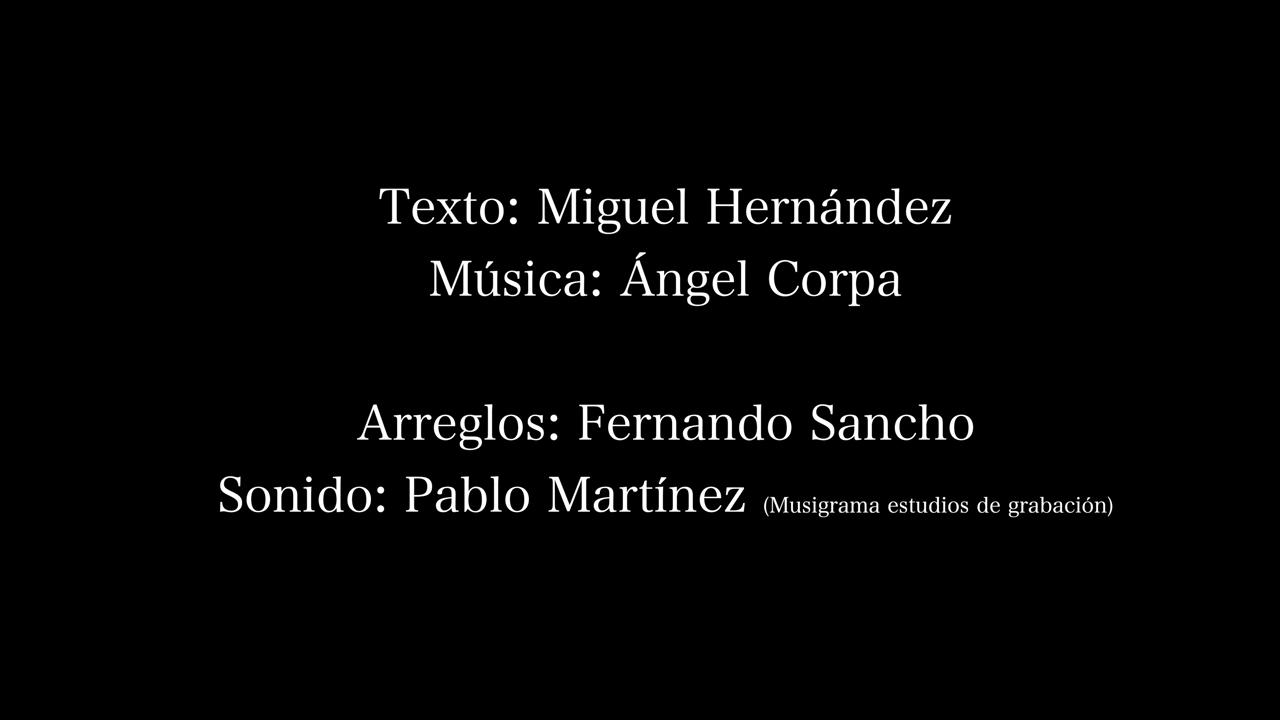 Texto: Miguel Hernández
Música: Ángel Corpa
Arreglos: Fernando Sancho
Sonido: Pablo Martínez (Musigrama estudios de grabación)